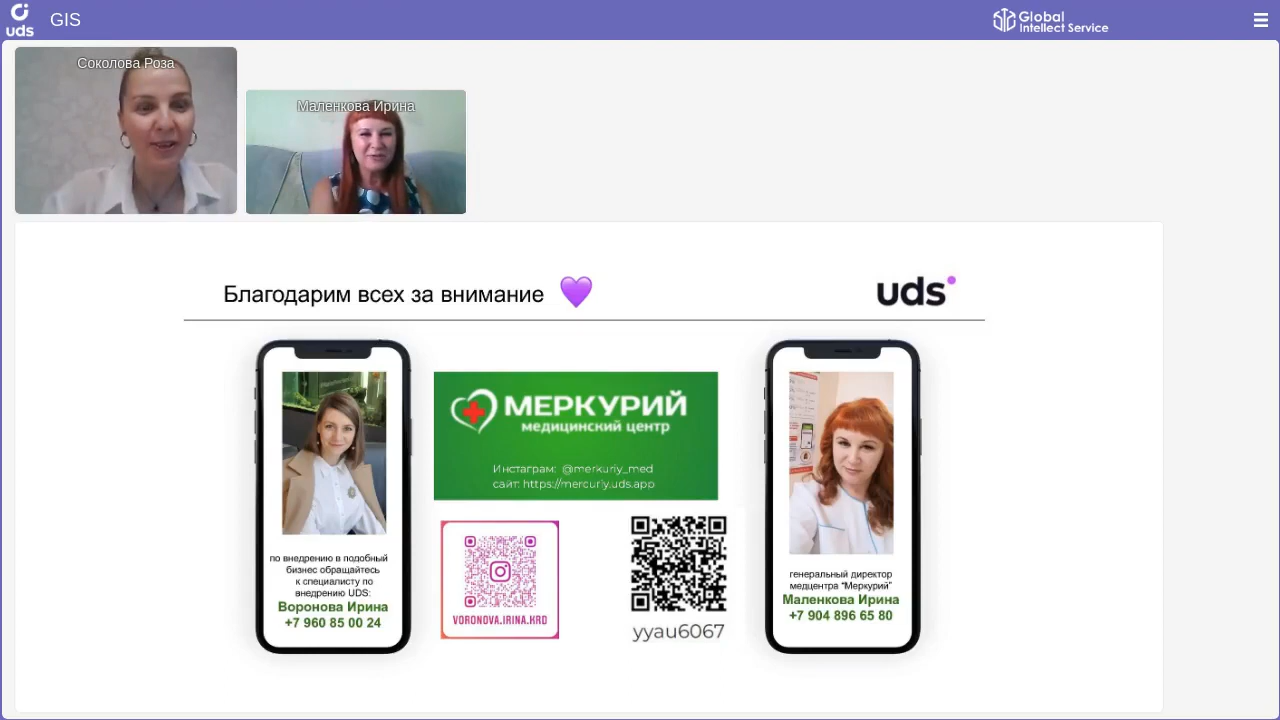 uds
GIS
Global
Intellect Service
Соколова Роза
Маленкова Ирина
Благодарим всех за внимание
uds
МЕРКУРИЙ
медицинский центр
Инстаграм: @merkuriy_med
сайт: https://mercuriy.uds.app
по внедрению в подобный
бизнес обращайтесь
к специалисту по
внедрению UDS:
Воронова Ирина
+7 960 85 00 24
VORONOVA.IRINA.KRD
yyau6067
генеральный директор
медцентра "Меркурий"
Маленкова Ирина
+7 904 896 65 80